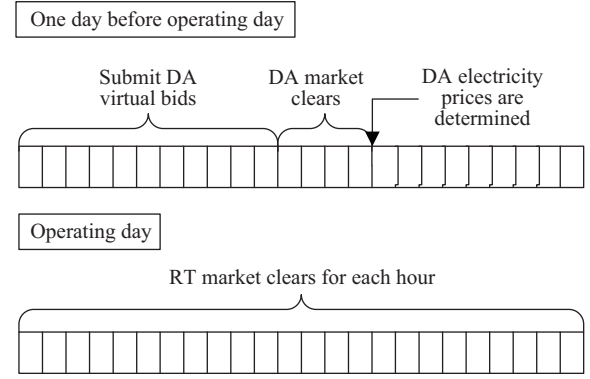 One day before operating day
Submit DA
virtual bids
DA market
clears
DA electricity
prices are
determined
Operating day
RT market clears for each hour